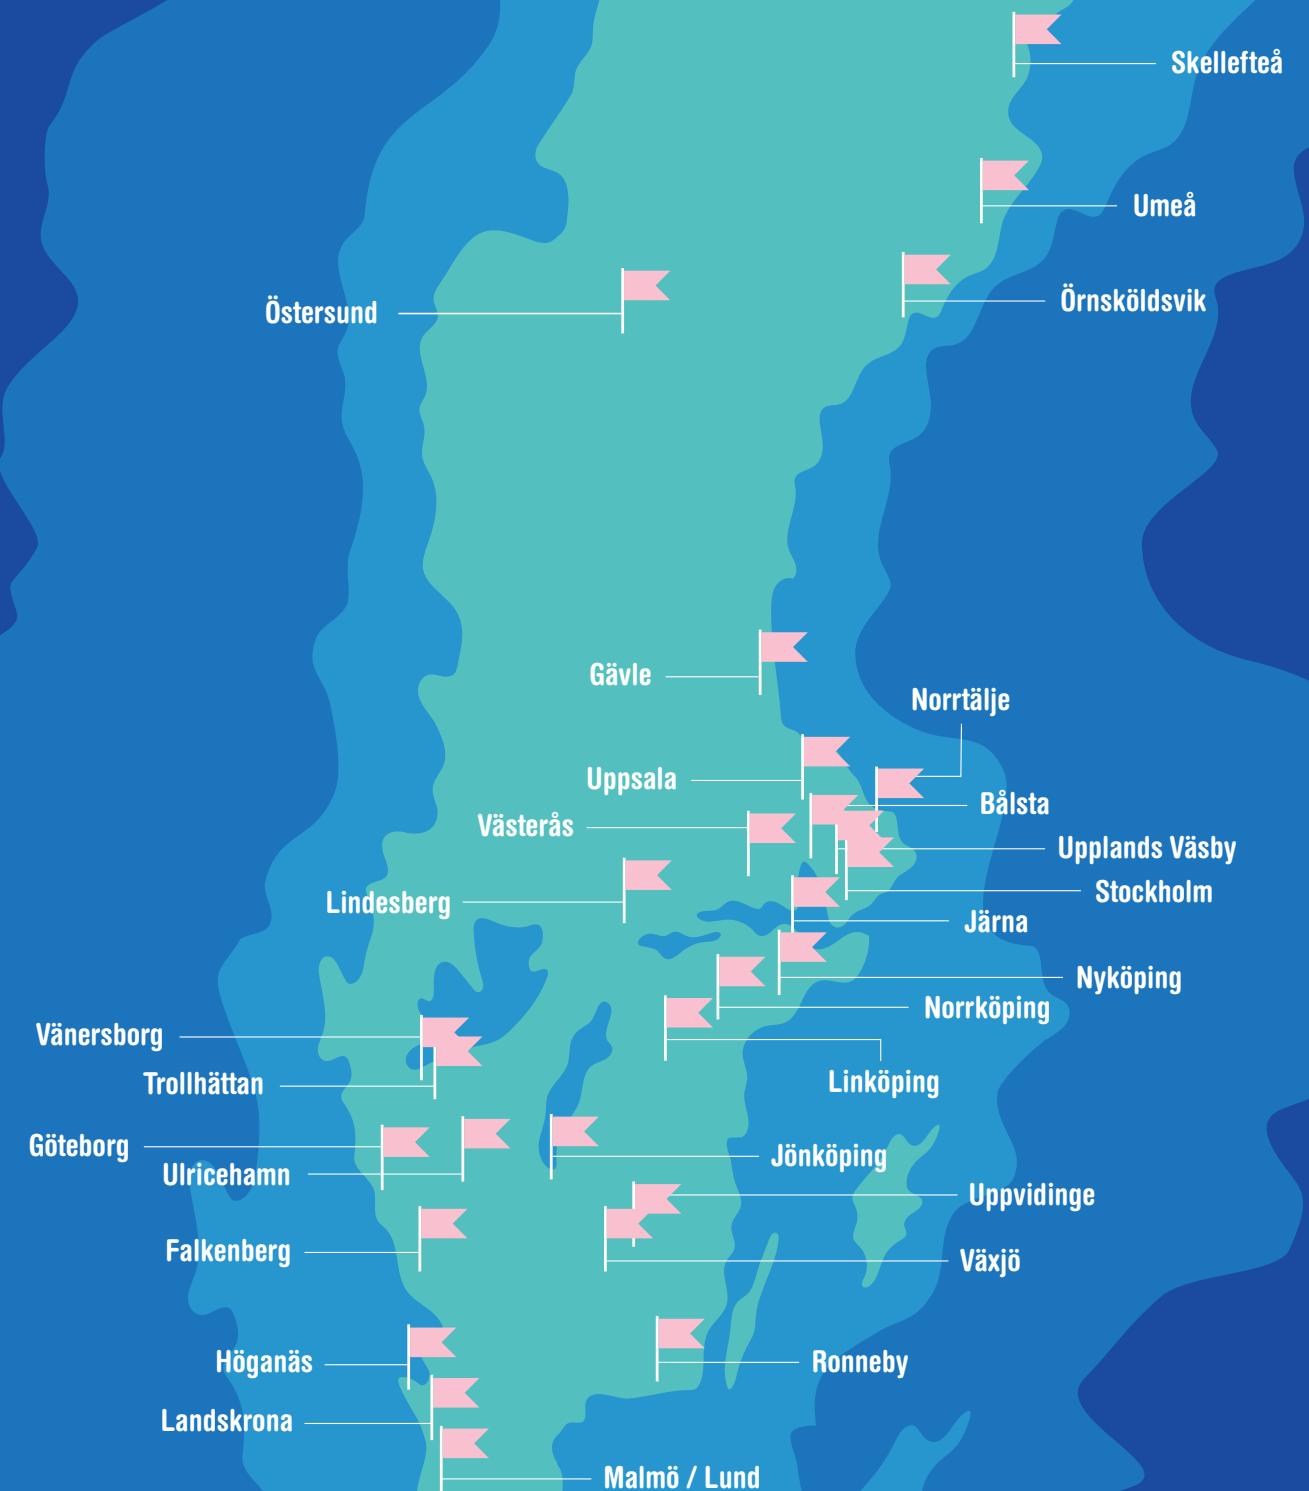 Skellefteå
Umeå
Örnsköldsvik
Östersund
Gävle
Norrtälje
Uppsala
Bålsta
Västerås
Upplands Väsby
Stockholm
Lindesberg
Järna
Nyköping
Norrköping
Vänersborg
Linköping
Trollhättan
Göteborg
Jönköping
Ulricehamn
Uppvidinge
Falkenberg
Växjö
Höganäs
Ronneby
Landskrona
Malmö / Lund